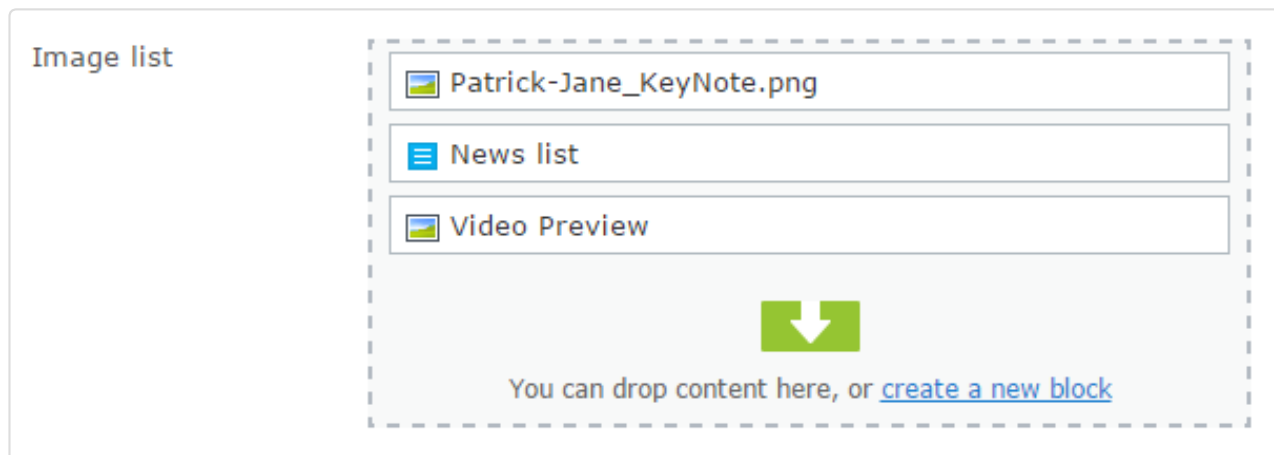 Image list
Patrick-Jane_KeyNote.png
News list
Video Preview
You can drop content here, or create a new block